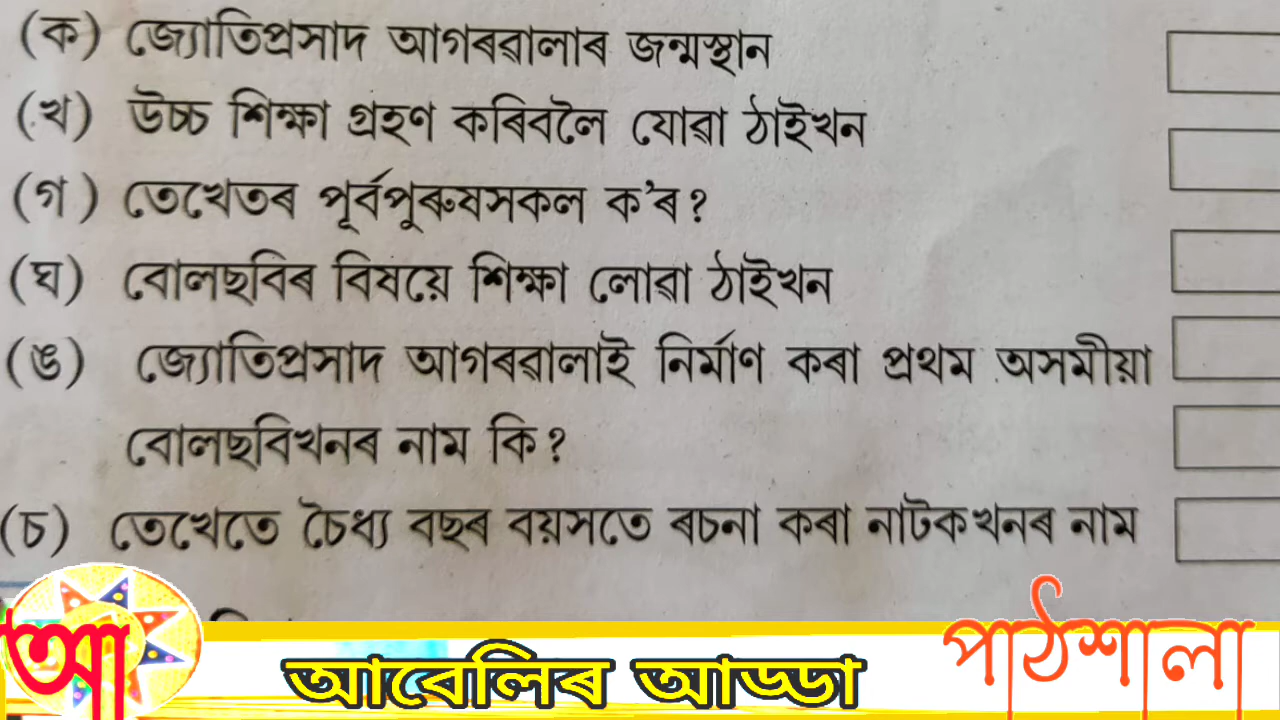 (ক) জ্যোতিপ্ৰসাদ আগৰৱালাৰ জন্মস্থান
(খ) উচ্চ শিক্ষা গ্ৰহণ কৰিবলৈ যোৱা ঠাইখন
(গ) তেখেতৰ পূৰ্বপুৰুষসকল ক'ৰ?
(ঘ) বোলছবিৰ বিষয়ে শিক্ষা লোৱা ঠাইখন
(ঙ) জ্যোতিপ্ৰসাদ আগৰৱালাই নিৰ্মাণ কৰা প্ৰথম অসমীয়া
বোলছবিখনৰ নাম কি?
(চ) তেখেতে চৈধ্য বছৰ বয়সতে ৰচনা কৰা নাটকখনৰ নাম
আ
আবেলিৰ আড্ডা
পাঠশালা